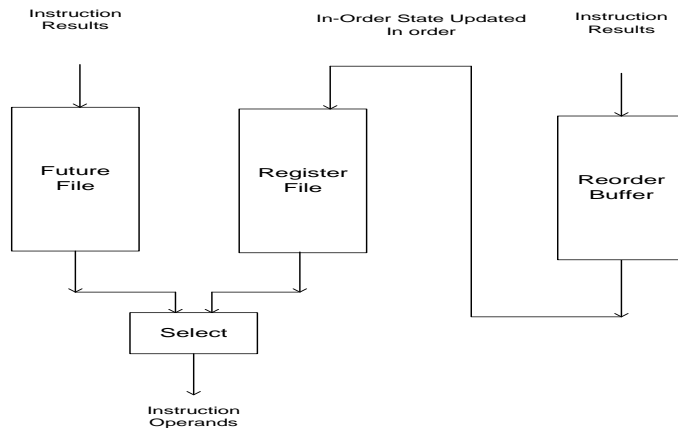 Instruction
Results
In-Order State Updated
In order
Instruction
Results
Future
File
Register
File
Reorder
Buffer
Select
Instruction
Operands